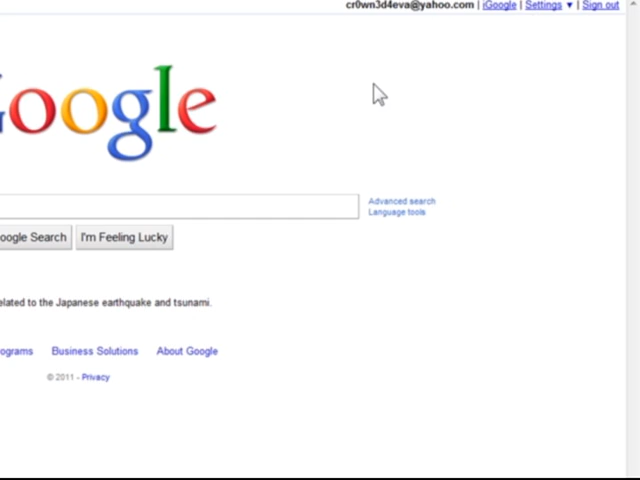 cr0wn3d4eva@yahoo.com | iGoogle | Settings ▼ | Sign out
oogle
Advanced search
Language tools
oogle Search
I'm Feeling Lucky
elated to the Japanese earthquake and tsunami.
ograms Business Solutions About Google
© 2011 - Privacy